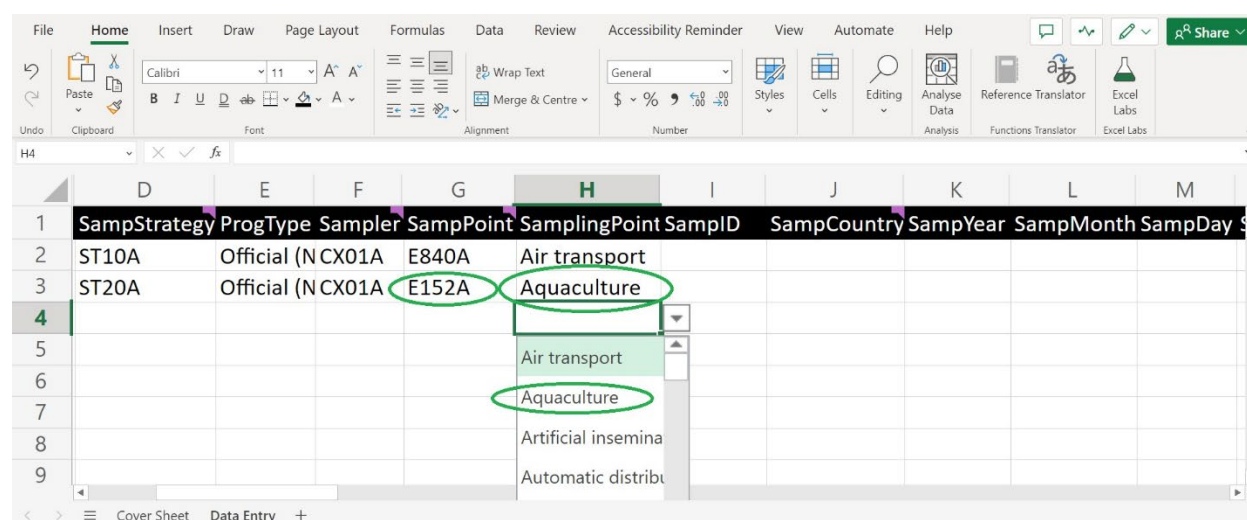 File Home Insert Draw Page Layout Formulas Data Review Accessibility Reminder View Automate Help Share
Calibri 11 A^ A˅ Wrap Text General
Paste B I U D ab A Merge & Centre $ % 9 .00 Styles Cells Editing Analyse Data Reference Translator Excel Labs
Undo Clipboard Font Alignment Number Analysis Functions Translator Excel Labs
H4 fx
D E F G H I J K L M
1 SampStrategy ProgType Sampler SampPoint SamplingPoint SampID SampCountry SampYear SampMonth SampDay S
2 ST10A Official (N CX01A E840A Air transport
3 ST20A Official (N CX01A E152A Aquaculture
4
5 Air transport
6
Aquaculture
7
8 Artificial insemina
9 Automatic distribu
Cover Sheet Data Entry +